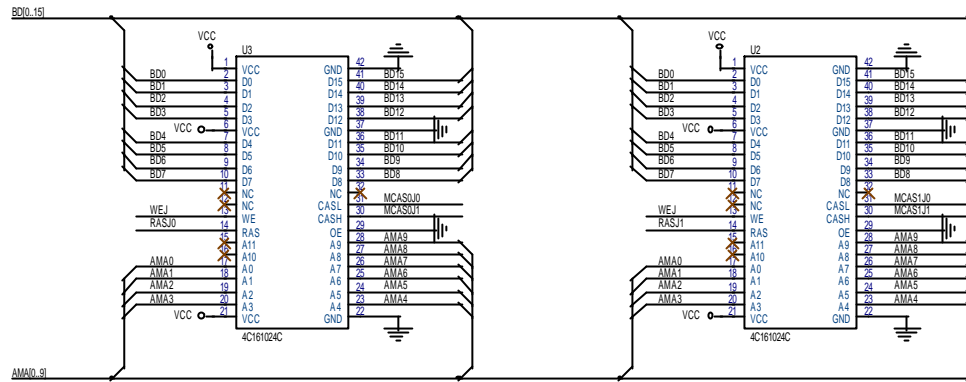 BD[0..15]
VCC VCC
U3 U2
1 VCC GND 42 1 VCC GND 42
BD0 2 D0 D15 41 BD15 BD0 2 D0 D15 41 BD15
BD1 3 D1 D14 40 BD14 BD1 3 D1 D14 40 BD14
BD2 4 D2 D13 39 BD13 BD2 4 D2 D13 39 BD13
BD3 5 D3 D12 38 BD12 BD3 5 D3 D12 38 BD12
VCC 6 VCC GND 37 VCC 6 VCC GND 37
BD4 7 D4 D11 36 BD11 BD4 7 D4 D11 36 BD11
BD5 8 D5 D10 35 BD10 BD5 8 D5 D10 35 BD10
BD6 9 D6 D9 34 BD9 BD6 9 D6 D9 34 BD9
BD7 10 D7 D8 33 BD8 BD7 10 D7 D8 33 BD8
11 NC NC 32 11 NC NC 32
12 NC CASL 31 MCAS0J0 12 NC CASL 31 MCAS1J0
WEJ 13 WE CASH 30 MCAS0J1 WEJ 13 WE CASH 30 MCAS1J1
RASJ0 14 RAS OE 29 RASJ1 14 RAS OE 29
15 A11 A9 28 AMA9 15 A11 A9 28 AMA9
16 A10 A8 27 AMA8 16 A10 A8 27 AMA8
AMA0 17 A0 A7 26 AMA7 AMA0 17 A0 A7 26 AMA7
AMA1 18 A1 A6 25 AMA6 AMA1 18 A1 A6 25 AMA6
AMA2 19 A2 A5 24 AMA5 AMA2 19 A2 A5 24 AMA5
AMA3 20 A3 A4 23 AMA4 AMA3 20 A3 A4 23 AMA4
VCC 21 VCC GND 22 VCC 21 VCC GND 22
4C161024C 4C161024C
AMA[0..9]